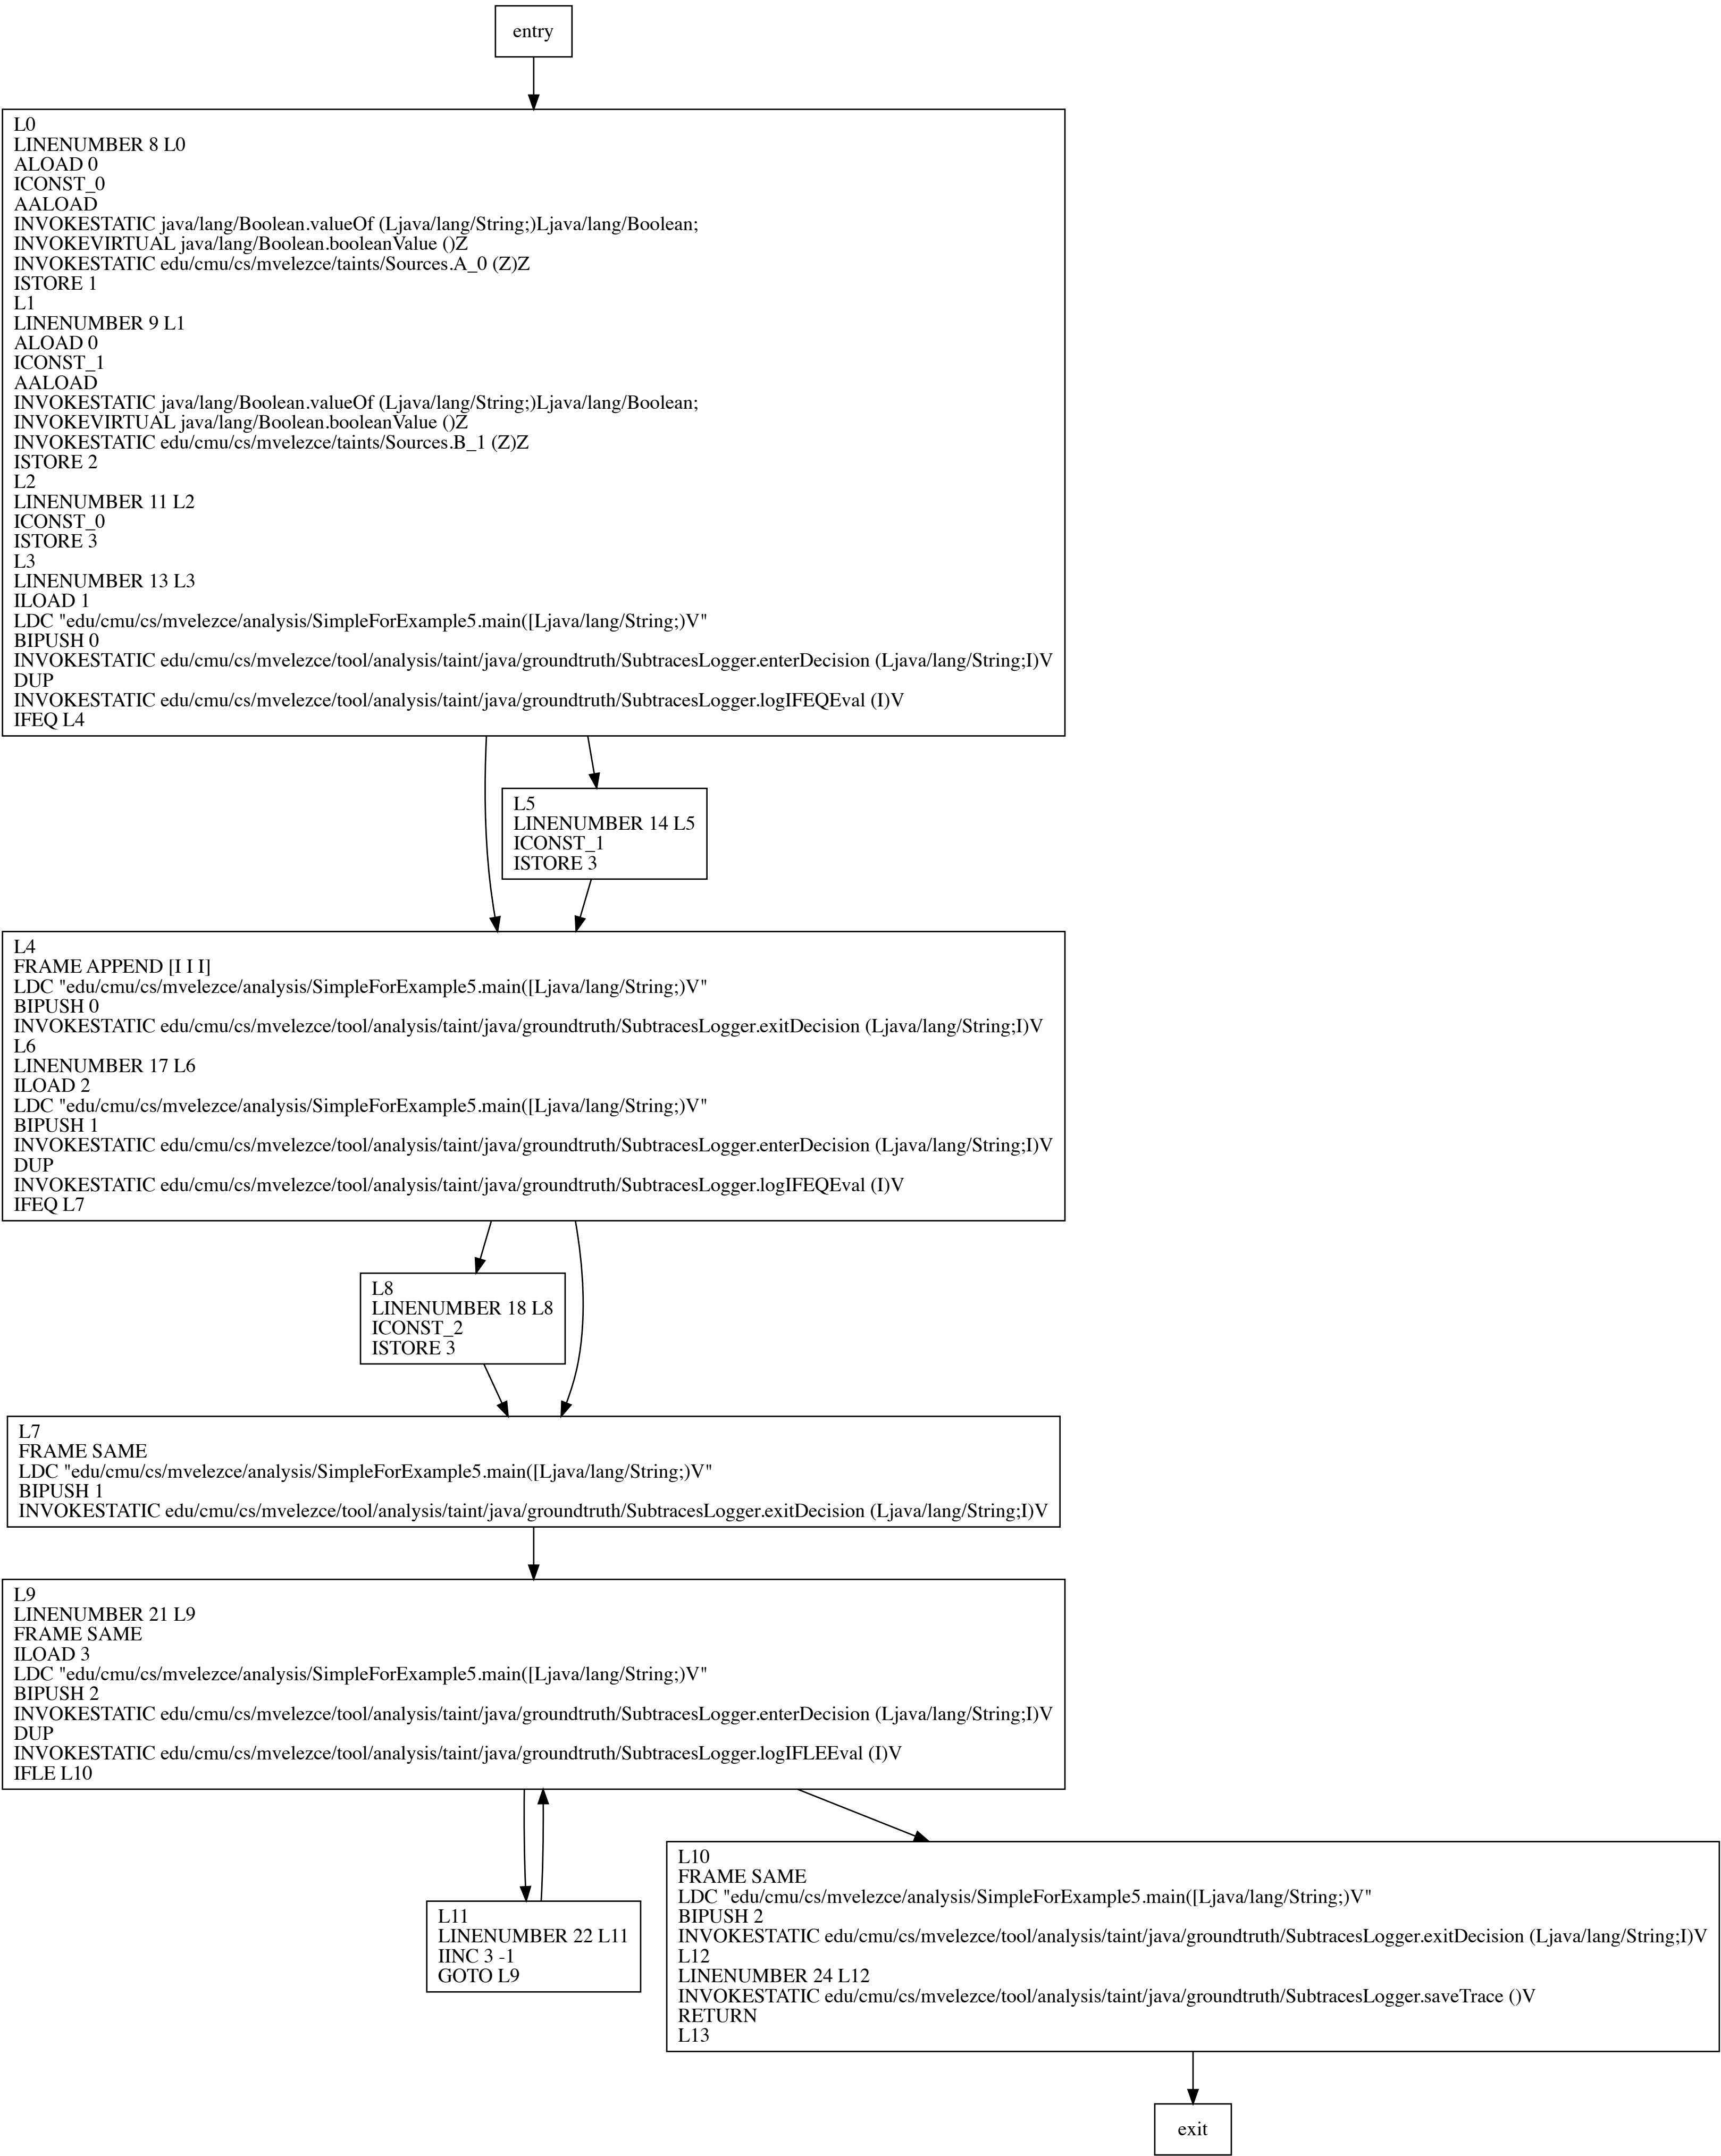 entry
L0
LINENUMBER 8 L0
ALOAD 0
ICONST_0
AALOAD
INVOKESTATIC java/lang/Boolean.valueOf (Ljava/lang/String;)Ljava/lang/Boolean;
INVOKEVIRTUAL java/lang/Boolean.booleanValue ()Z
INVOKESTATIC edu/cmu/cs/mvelezce/taints/Sources.A_0 (Z)Z
ISTORE 1
L1
LINENUMBER 9 L1
ALOAD 0
ICONST_1
AALOAD
INVOKESTATIC java/lang/Boolean.valueOf (Ljava/lang/String;)Ljava/lang/Boolean;
INVOKEVIRTUAL java/lang/Boolean.booleanValue ()Z
INVOKESTATIC edu/cmu/cs/mvelezce/taints/Sources.B_1 (Z)Z
ISTORE 2
L2
LINENUMBER 11 L2
ICONST_0
ISTORE 3
L3
LINENUMBER 13 L3
ILOAD 1
LDC "edu/cmu/cs/mvelezce/analysis/SimpleForExample5.main([Ljava/lang/String;)V"
BIPUSH 0
INVOKESTATIC edu/cmu/cs/mvelezce/tool/analysis/taint/java/groundtruth/SubtracesLogger.enterDecision (Ljava/lang/String;I)V
DUP
INVOKESTATIC edu/cmu/cs/mvelezce/tool/analysis/taint/java/groundtruth/SubtracesLogger.logIFEQEval (I)V
IFEQ L4
L5
LINENUMBER 14 L5
ICONST_1
ISTORE 3
L4
FRAME APPEND [I I I]
LDC "edu/cmu/cs/mvelezce/analysis/SimpleForExample5.main([Ljava/lang/String;)V"
BIPUSH 0
INVOKESTATIC edu/cmu/cs/mvelezce/tool/analysis/taint/java/groundtruth/SubtracesLogger.exitDecision (Ljava/lang/String;I)V
L6
LINENUMBER 17 L6
ILOAD 2
LDC "edu/cmu/cs/mvelezce/analysis/SimpleForExample5.main([Ljava/lang/String;)V"
BIPUSH 1
INVOKESTATIC edu/cmu/cs/mvelezce/tool/analysis/taint/java/groundtruth/SubtracesLogger.enterDecision (Ljava/lang/String;I)V
DUP
INVOKESTATIC edu/cmu/cs/mvelezce/tool/analysis/taint/java/groundtruth/SubtracesLogger.logIFEQEval (I)V
IFEQ L7
L8
LINENUMBER 18 L8
ICONST_2
ISTORE 3
L7
FRAME SAME
LDC "edu/cmu/cs/mvelezce/analysis/SimpleForExample5.main([Ljava/lang/String;)V"
BIPUSH 1
INVOKESTATIC edu/cmu/cs/mvelezce/tool/analysis/taint/java/groundtruth/SubtracesLogger.exitDecision (Ljava/lang/String;I)V
L9
LINENUMBER 21 L9
FRAME SAME
ILOAD 3
LDC "edu/cmu/cs/mvelezce/analysis/SimpleForExample5.main([Ljava/lang/String;)V"
BIPUSH 2
INVOKESTATIC edu/cmu/cs/mvelezce/tool/analysis/taint/java/groundtruth/SubtracesLogger.enterDecision (Ljava/lang/String;I)V
DUP
INVOKESTATIC edu/cmu/cs/mvelezce/tool/analysis/taint/java/groundtruth/SubtracesLogger.logIFLEEval (I)V
IFLE L10
L11
LINENUMBER 22 L11
IINC 3 -1
GOTO L9
L10
FRAME SAME
LDC "edu/cmu/cs/mvelezce/analysis/SimpleForExample5.main([Ljava/lang/String;)V"
BIPUSH 2
INVOKESTATIC edu/cmu/cs/mvelezce/tool/analysis/taint/java/groundtruth/SubtracesLogger.exitDecision (Ljava/lang/String;I)V
L12
LINENUMBER 24 L12
INVOKESTATIC edu/cmu/cs/mvelezce/tool/analysis/taint/java/groundtruth/SubtracesLogger.saveTrace ()V
RETURN
L13
exit